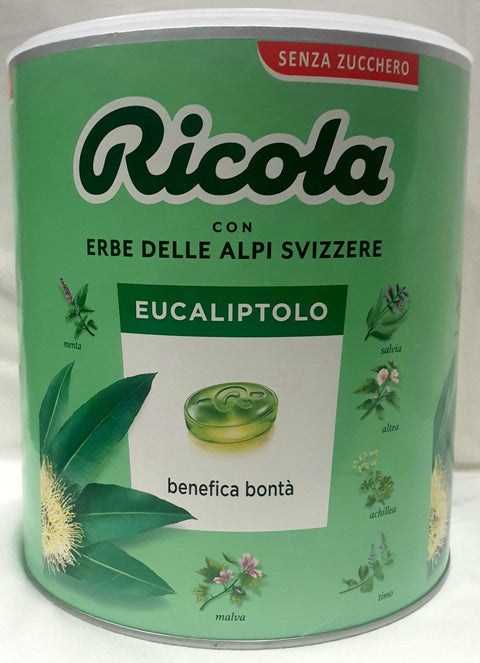 SENZA ZUCCHERO
Ricola
CON
ERBE DELLE ALPI SVIZZERE
EUCALIPTOLO
menta
salvia
altea
benefica bontà
achillea
timo
malva